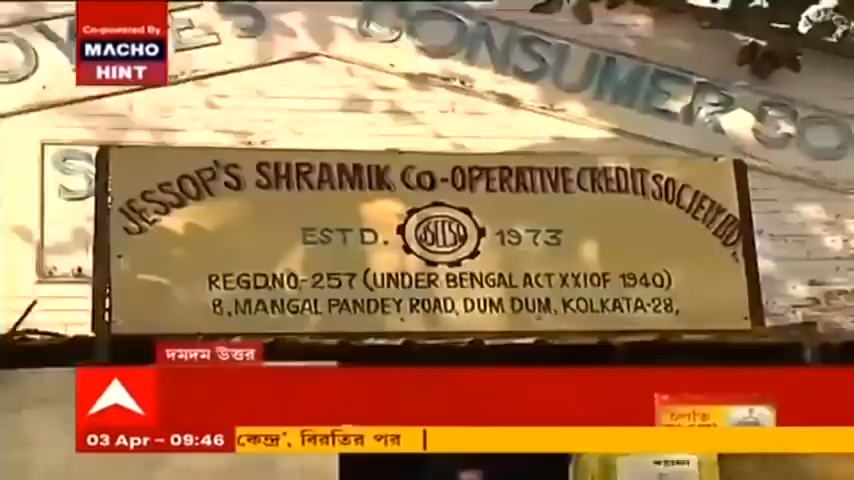 Co-powered By
MACHO
HINT
CONSUMER
JESSOP'S SHRAMIK CO-OPERATIVE CREDIT SOCIETY LTD.
ESTD. 1973
JSCCSL
REGD.NO-257 (UNDER BENGAL ACT XXI OF 1940)
8, MANGAL PANDEY ROAD, DUM DUM, KOLKATA-28,
দমদম উত্তর
03 Apr – 09:46
কেন্দ্র', বিরতির পর